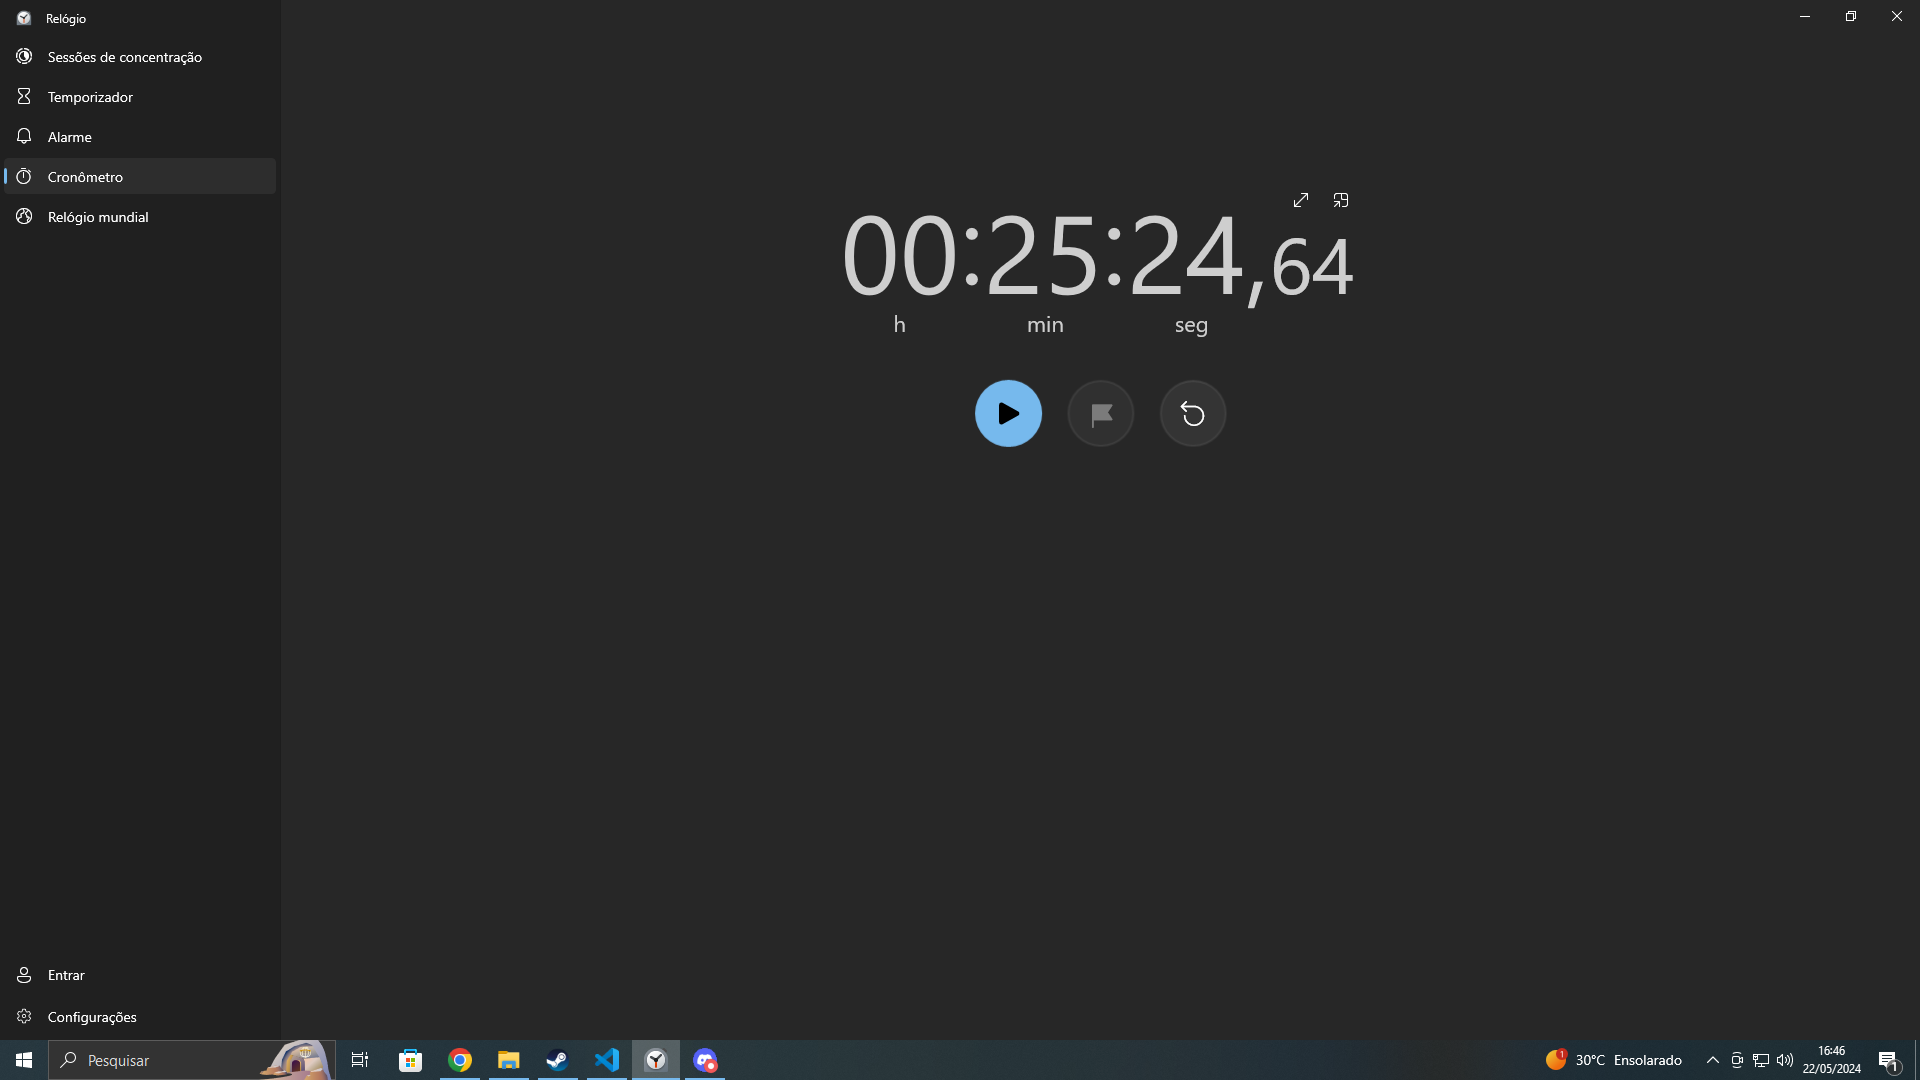 Relógio
Sessões de concentração
Temporizador
Alarme
Cronômetro
Relógio mundial
00:25:24,64
h min seg
Entrar
Configurações
Pesquisar
1
30°C Ensolarado
16:46
22/05/2024
1